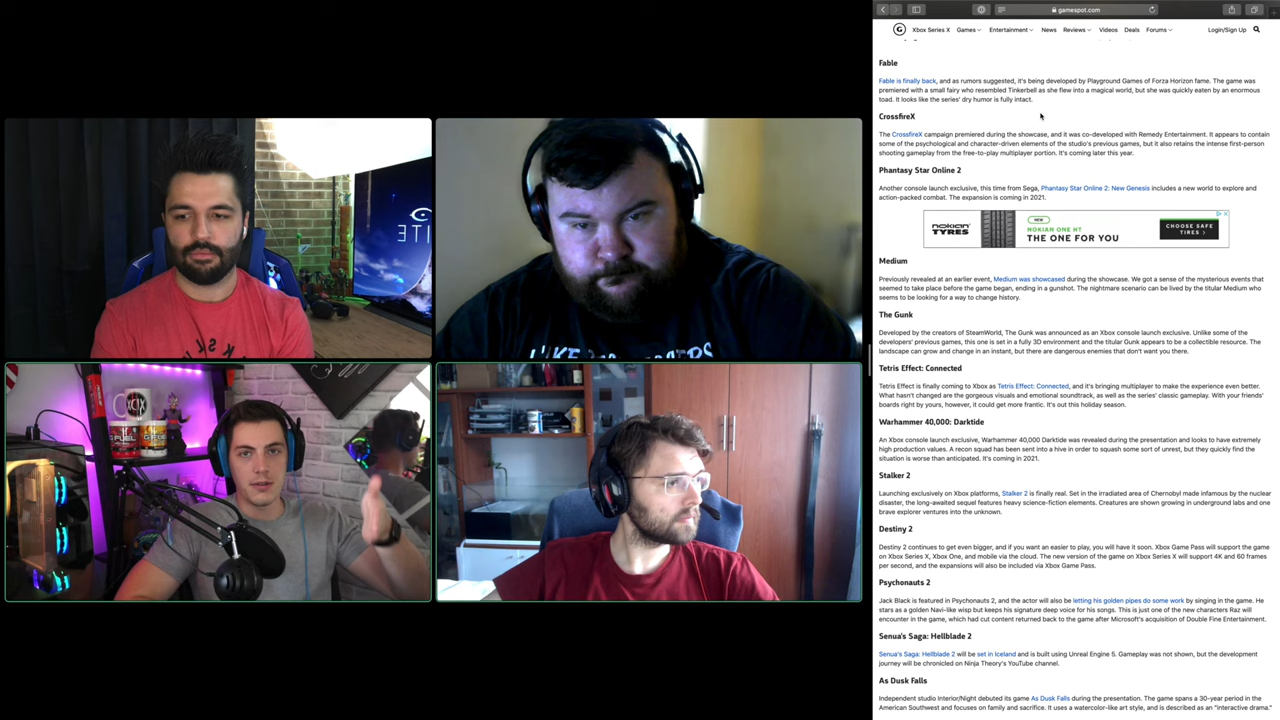 gamespot.com
Xbox Series X Games Entertainment News Reviews Videos Deals Forums Login/Sign Up
Fable
Fable is finally back, and as rumors suggested, it's being developed by Playground Games of Forza Horizon fame. The game was
premiered with a small fairy who resembled Tinkerbell as she flew into a magical world, but she was quickly eaten by an enormous
toad. It looks like the series' dry humor is fully intact.
CrossfireX
The CrossfireX campaign premiered during the showcase, and it was co-developed with Remedy Entertainment. It appears to contain
some of the psychological and character-driven elements of the studio's previous games, but it also retains the intense first-person
shooting gameplay from the free-to-play multiplayer portion. It's coming later this year.
Phantasy Star Online 2
Another console launch exclusive, this time from Sega, Phantasy Star Online 2: New Genesis includes a new world to explore and
action-packed combat. The expansion is coming in 2021.
nokian TYRES
NEW
NOKIAN ONE HT
THE ONE FOR YOU
CHOOSE SAFE
TIRES >
Medium
Previously revealed at an earlier event, Medium was showcased during the showcase. We got a sense of the mysterious events that
seemed to take place before the game began, ending in a gunshot. The nightmare scenario can be lived by the titular Medium who
seems to be looking for a way to change history.
The Gunk
Developed by the creators of SteamWorld, The Gunk was announced as an Xbox console launch exclusive. Unlike some of the
developers' previous games, this one is set in a fully 3D environment and the titular Gunk appears to be a collectible resource. The
landscape can grow and change in an instant, but there are dangerous enemies that don't want you there.
Tetris Effect: Connected
Tetris Effect is finally coming to Xbox as Tetris Effect: Connected, and it's bringing multiplayer to make the experience even better.
What hasn't changed are the gorgeous visuals and emotional soundtrack, as well as the series' classic gameplay. With your friends'
boards right by yours, however, it could get more frantic. It's out this holiday season.
Warhammer 40,000: Darktide
An Xbox console launch exclusive, Warhammer 40,000 Darktide was revealed during the presentation and looks to have extremely
high production values. A recon squad has been sent into a hive in order to squash some sort of unrest, but they quickly find the
situation is worse than anticipated. It's coming in 2021.
Stalker 2
Launching exclusively on Xbox platforms, Stalker 2 is finally real. Set in the irradiated area of Chernobyl made infamous by the nuclear
disaster, the long-awaited sequel features heavy science-fiction elements. Creatures are shown growing in underground labs and one
brave explorer ventures into the unknown.
Destiny 2
Destiny 2 continues to get even bigger, and if you want an easier to play, you will have it soon. Xbox Game Pass will support the game
on Xbox Series X, Xbox One, and mobile via the cloud. The new version of the game on Xbox Series X will support 4K and 60 frames
per second, and the expansions will also be included via Xbox Game Pass.
Psychonauts 2
Jack Black is featured in Psychonauts 2, and the actor will also be letting his golden pipes do some work by singing in the game. He
stars as a golden Navi-like wisp but keeps his signature deep voice for his songs. This is just one of the new characters Raz will
encounter in the game, which had cut content returned back to the game after Microsoft's acquisition of Double Fine Entertainment.
Senua's Saga: Hellblade 2
Senua's Saga: Hellblade 2 will be set in Iceland and is built using Unreal Engine 5. Gameplay was not shown, but the development
journey will be chronicled on Ninja Theory's YouTube channel.
As Dusk Falls
Independent studio Interior/Night debuted its game As Dusk Falls during the presentation. The game spans a 30-year period in the
American Southwest and focuses on family and sacrifice. It uses a watercolor-like art style, and is described as an "interactive drama."